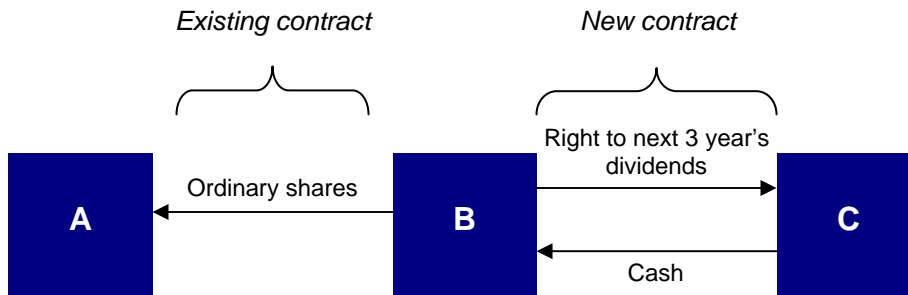 Existing contract
New contract
Right to next 3 year's
dividends
Ordinary shares
A
B
C
Cash